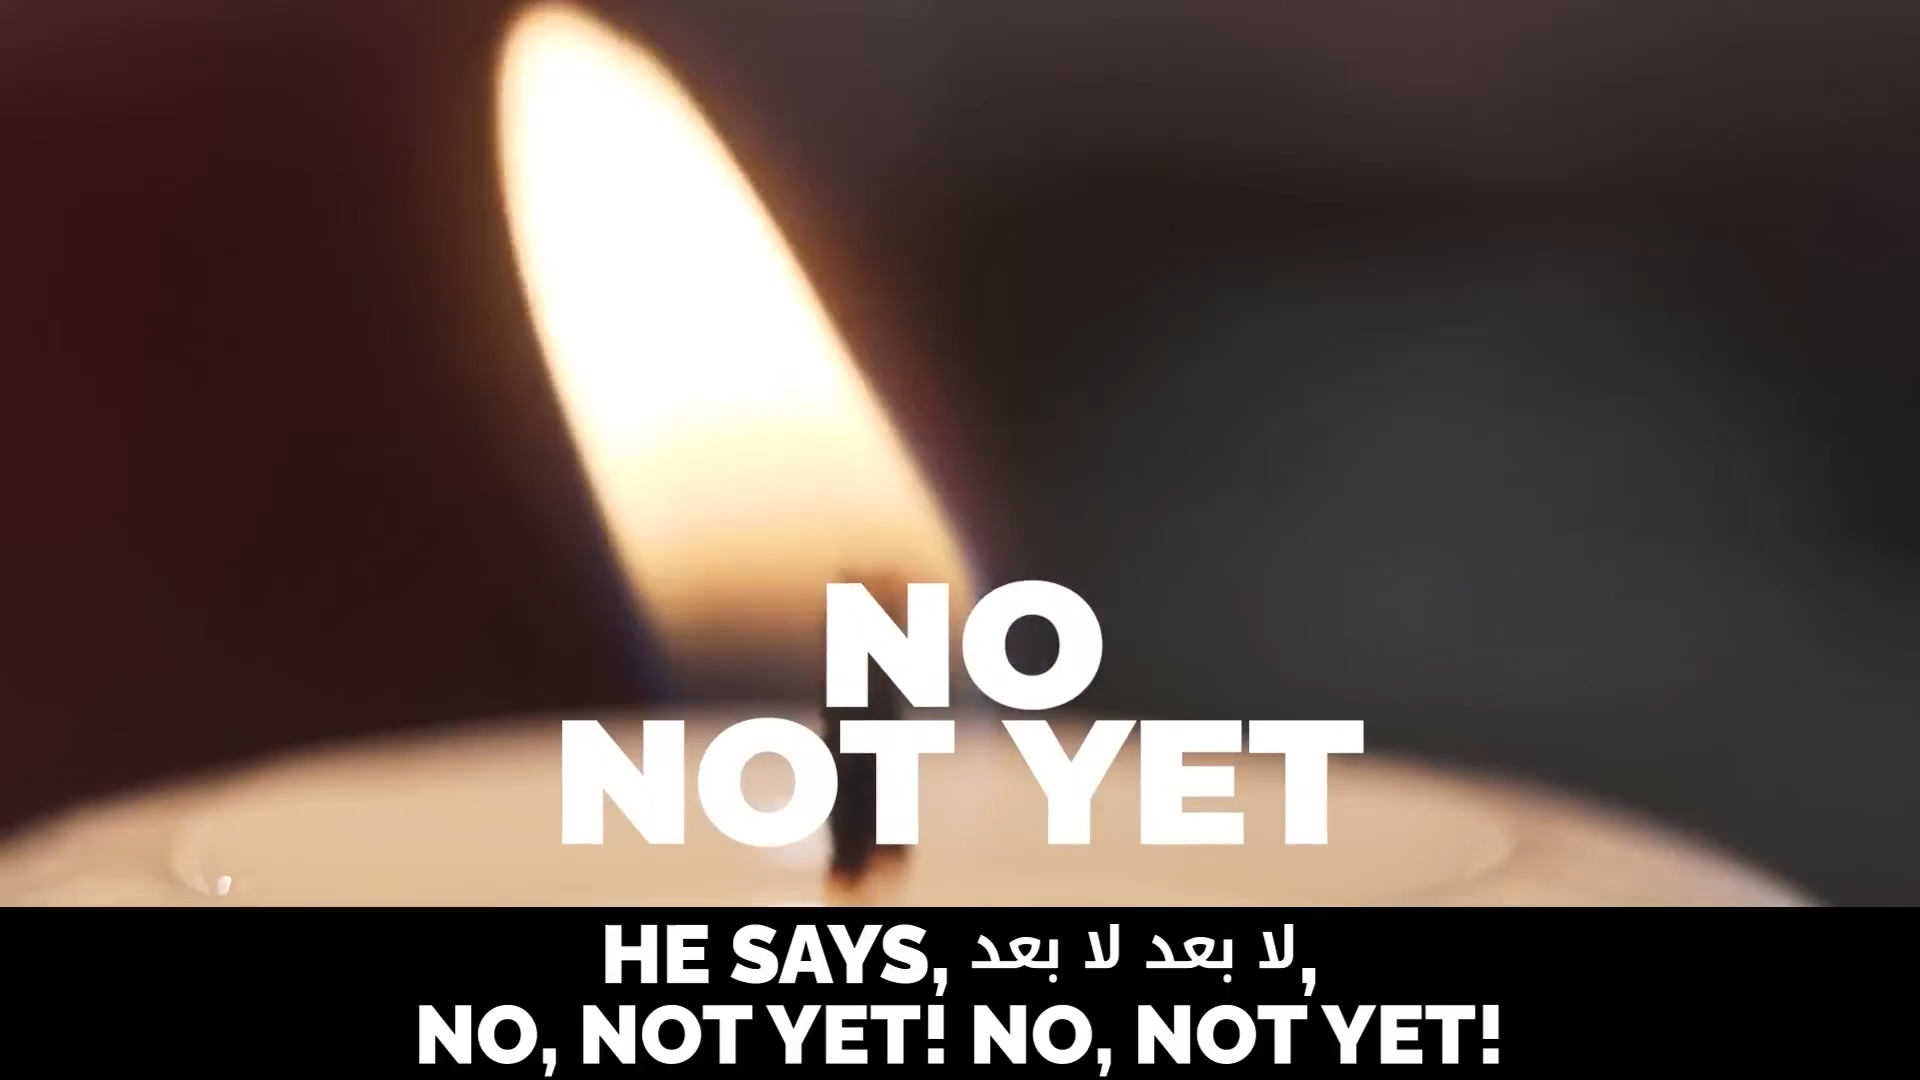 NO
NOT YET
HE SAYS, لا بعد لا بعد,
NO, NOT YET! NO, NOT YET!